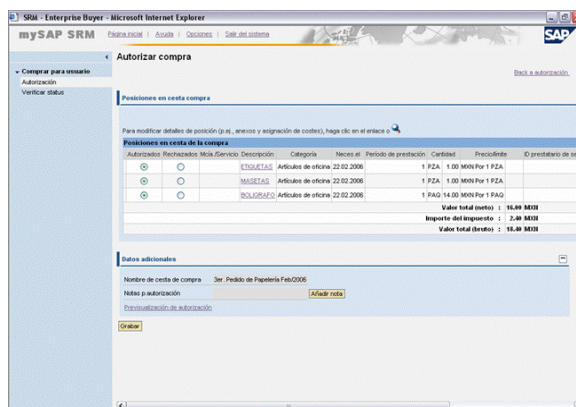 SRM - Enterprise Buyer - Microsoft Internet Explorer
mySAP SRM Página inicial | Ayuda | Opciones | Salir del sistema SAP
Autorizar compra
Comprar para usuario
Autorización
Verificar status
Back a autorización
Posiciones en cesta compra
Para modificar detalles de posición (p.ej., anexos y asignación de costes), haga clic en el enlace o
Posiciones en cesta de la compra
Autorizados Rechazados Mcía./Servicio Descripción Categoría Neces.el Período de prestación Cantidad Precio/límite ID prestatario de se
ETIQUETAS Artículos de oficina 22.02.2006 1 PZA 1.00 MXN Por 1 PZA
MASETAS Artículos de oficina 22.02.2006 1 PZA 1.00 MXN Por 1 PZA
BOLIGRAFO Artículos de oficina 22.02.2006 1 PAQ 14.00 MXN Por 1 PAQ
Valor total (neto) : 16.00 MXN
Importe del impuesto : 2.40 MXN
Valor total (bruto) : 18.40 MXN
Datos adicionales
Nombre de cesta de compra 3er. Pedido de Papelería Feb/2006
Notas p.autorización Añadir nota
Previsualización de autorización
Grabar